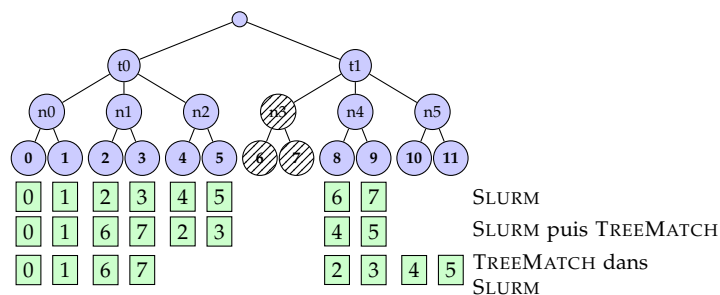 t0 t1
n0 n1 n2 n3 n4 n5
0 1 2 3 4 5 6 7 8 9 10 11
0 1 2 3 4 5 6 7 SLURM
0 1 6 7 2 3 4 5 SLURM puis TREEMATCH
0 1 6 7 2 3 4 5 TREEMATCH dans
SLURM